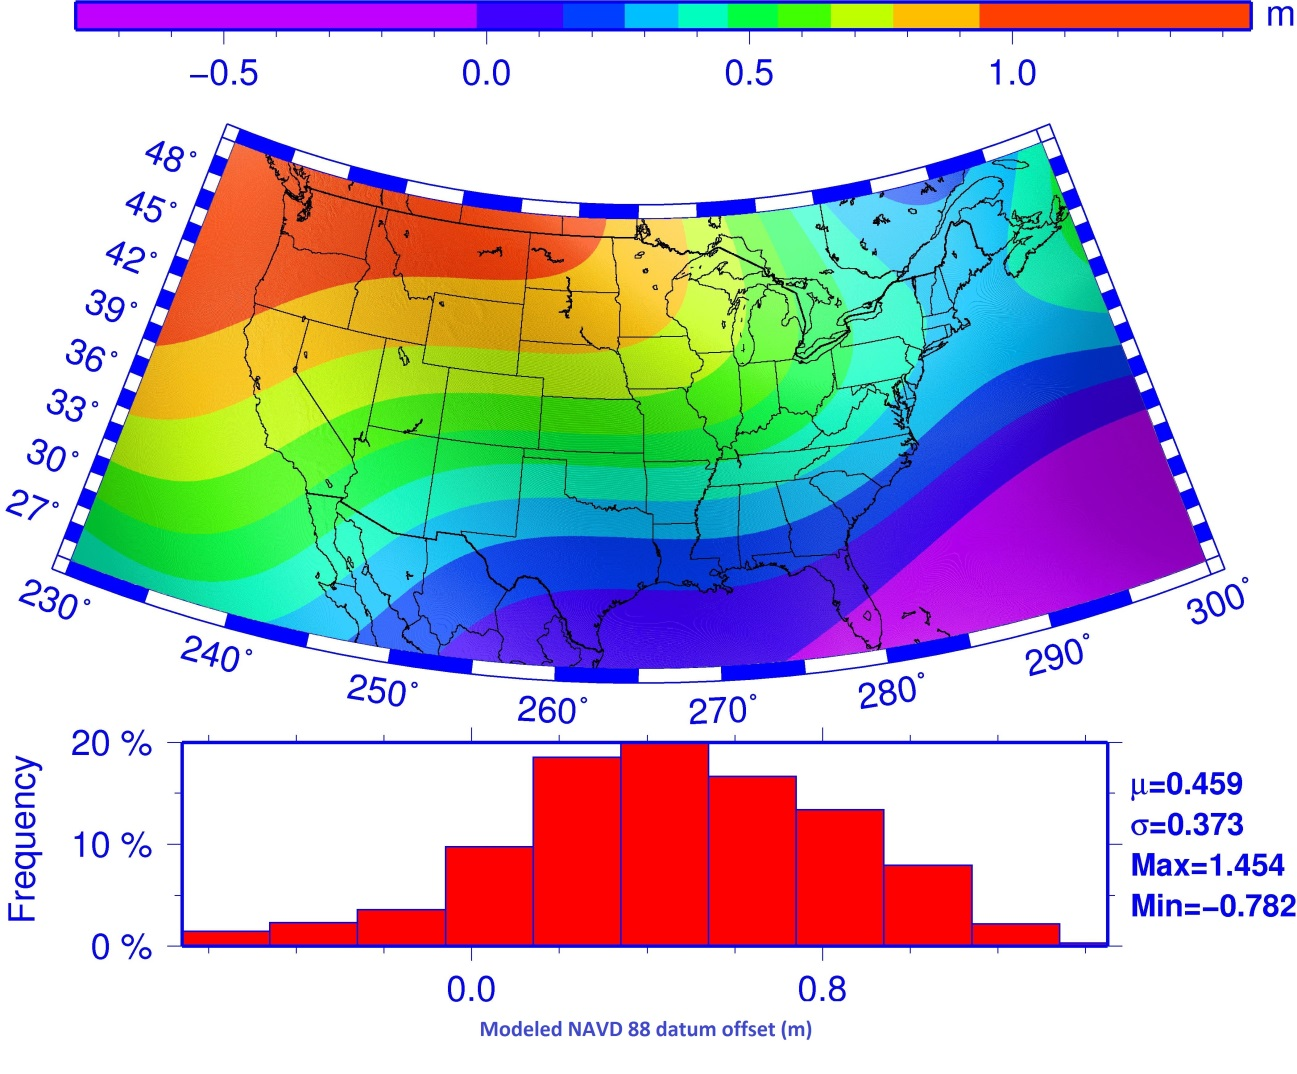 m
−0.5 0.0 0.5 1.0
48°
45°
42°
39°
36°
33°
30°
27°
230°
240°
250°
260°
270°
280°
290°
300°
Frequency
20 %
10 %
0 %
0.0 0.8
μ=0.459
σ=0.373
Max=1.454
Min=−0.782
Modeled NAVD 88 datum offset (m)